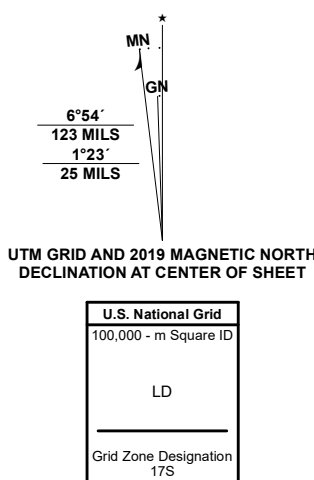 ★
MN
GN
6°54´
123 MILS
1°23´
25 MILS
UTM GRID AND 2019 MAGNETIC NORTH
DECLINATION AT CENTER OF SHEET
U.S. National Grid
100,000 - m Square ID
LD
Grid Zone Designation
17S